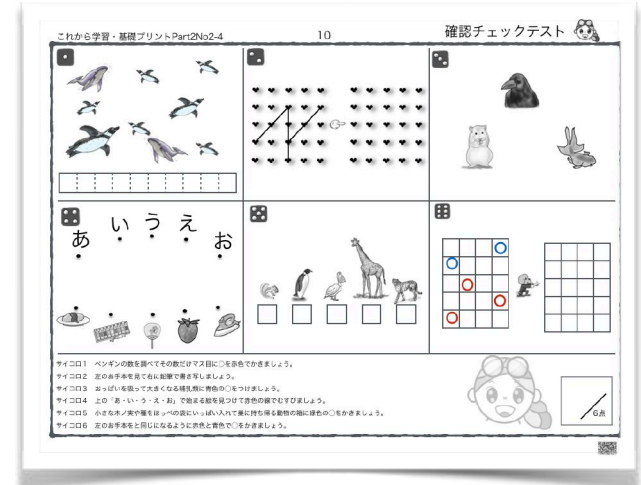 これから学習・基礎プリントPart2No2-4
10
確認チェックテスト
あ い う え お
サイコロ1 ペンギンの数を調べてその数だけマス目に○を赤色でかきましょう。
サイコロ2 左のお手本を見て右に鉛筆で書き写しましょう。
サイコロ3 おっぱいを吸って大きくなる哺乳類に青色の○をつけましょう。
サイコロ4 上の「あ・い・う・え・お」で始まる絵を見つけて赤色の線でむすびましょう。
サイコロ5 小さな木ノ実や種をほっぺの袋にいっぱい入れて巣に持ち帰る動物の箱に緑色の○をかきましょう。
サイコロ6 左のお手本をと同じになるように赤色と青色で○をかきましょう。
6点